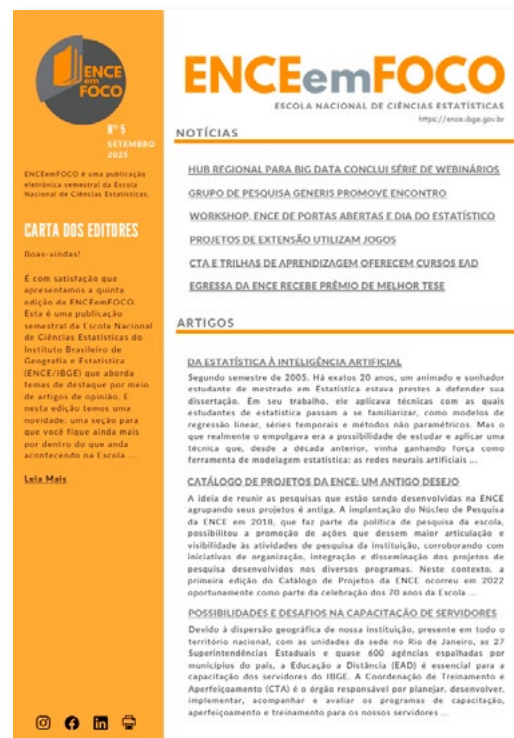 ENCE
em
FOCO
Nº 5
SETEMBRO
2025
ENCEemFOCO é uma publicação
eletrônica semestral da Escola
Nacional de Ciências Estatísticas.
CARTA DOS EDITORES
Boas-vindas!
É com satisfação que
apresentamos a quinta
edição da ENCEemFOCO.
Esta é uma publicação
semestral da Escola Nacional
de Ciências Estatísticas do
Instituto Brasileiro de
Geografia e Estatística
(ENCE/IBGE) que aborda
temas de destaque por meio
de artigos de opinião. E
nesta edição temos uma
novidade: uma seção para
que você fique ainda mais
por dentro do que anda
acontecendo na Escola ...
Leia Mais
ENCEemFOCO
ESCOLA NACIONAL DE CIÊNCIAS ESTATÍSTICAS
https://ence.ibge.gov.br
NOTÍCIAS
HUB REGIONAL PARA BIG DATA CONCLUI SÉRIE DE WEBINÁRIOS
GRUPO DE PESQUISA GENERIS PROMOVE ENCONTRO
WORKSHOP, ENCE DE PORTAS ABERTAS E DIA DO ESTATÍSTICO
PROJETOS DE EXTENSÃO UTILIZAM JOGOS
CTA E TRILHAS DE APRENDIZAGEM OFERECEM CURSOS EAD
EGRESSA DA ENCE RECEBE PRÊMIO DE MELHOR TESE
ARTIGOS
DA ESTATÍSTICA À INTELIGÊNCIA ARTIFICIAL
Segundo semestre de 2005. Há exatos 20 anos, um animado e sonhador
estudante de mestrado em Estatística estava prestes a defender sua
dissertação. Em seu trabalho, ele aplicava técnicas com as quais
estudantes de estatística passam a se familiarizar, como modelos de
regressão linear, séries temporais e métodos não paramétricos. Mas o
que realmente o empolgava era a possibilidade de estudar e aplicar uma
técnica que, desde a década anterior, vinha ganhando força como
ferramenta de modelagem estatística: as redes neurais artificiais ...
CATÁLOGO DE PROJETOS DA ENCE: UM ANTIGO DESEJO
A ideia de reunir as pesquisas que estão sendo desenvolvidas na ENCE
agrupando seus projetos é antiga. A implantação do Núcleo de Pesquisa
da ENCE em 2018, que faz parte da política de pesquisa da escola,
possibilitou a promoção de ações que dessem maior articulação e
visibilidade às atividades de pesquisa da instituição, corroborando com
iniciativas de organização, integração e disseminação dos projetos de
pesquisa desenvolvidos nos diversos programas. Neste contexto, a
primeira edição do Catálogo de Projetos da ENCE ocorreu em 2022
oportunamente como parte da celebração dos 70 anos da Escola ...
POSSIBILIDADES E DESAFIOS NA CAPACITAÇÃO DE SERVIDORES
Devido à dispersão geográfica de nossa instituição, presente em todo o
território nacional, com as unidades da sede no Rio de Janeiro, as 27
Superintendências Estaduais e quase 600 agências espalhadas por
municípios do país, a Educação a Distância (EAD) é essencial para a
capacitação dos servidores do IBGE. A Coordenação de Treinamento e
Aperfeiçoamento (CTA) é o órgão responsável por planejar, desenvolver,
implementar, acompanhar e avaliar os programas de capacitação,
aperfeiçoamento e treinamento para os nossos servidores ...